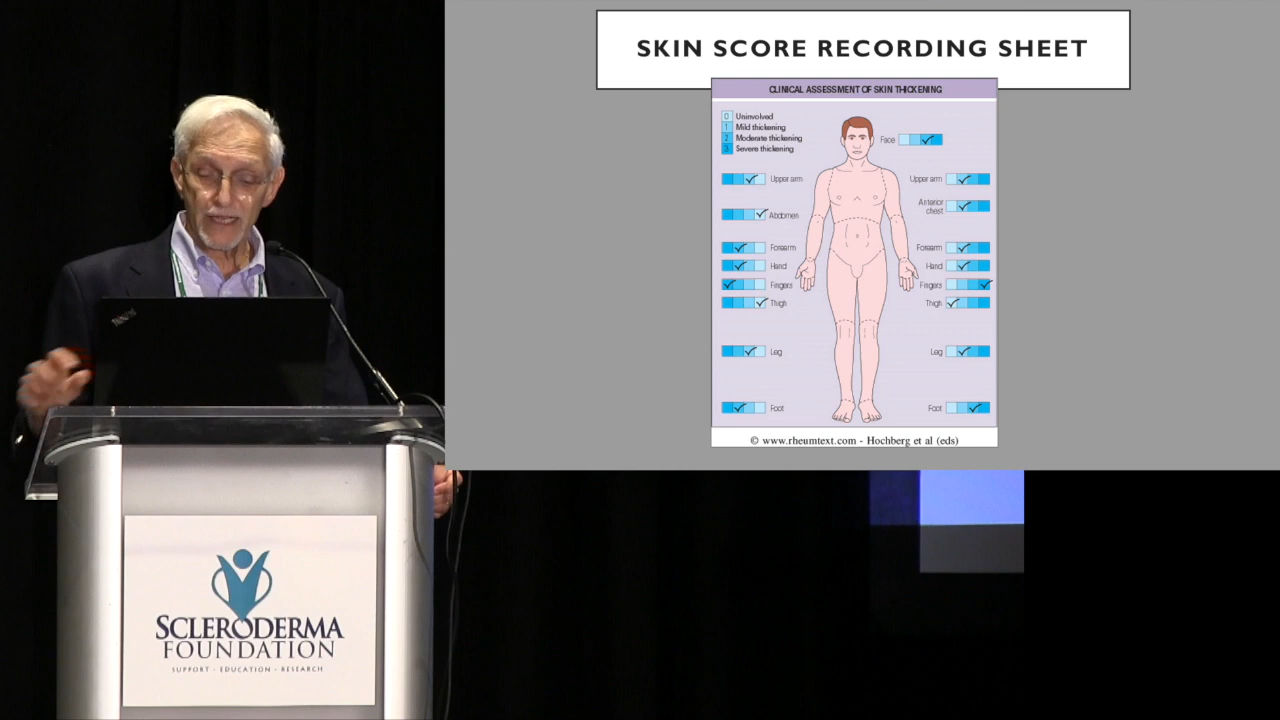 SKIN SCORE RECORDING SHEET
CLINICAL ASSESSMENT OF SKIN THICKENING
0 Uninvolved
1 Mild thickening
2 Moderate thickening
3 Severe thickening
Face
Upper arm
Upper arm
Abdomen
Anterior
chest
Forearm
Forearm
Hand
Hand
Fingers
Fingers
Thigh
Thigh
Leg
Leg
Foot
Foot
© www.rheumtext.com - Hochberg et al (eds)
ThinkPad
SCLERODERMA
FOUNDATION
SUPPORT · EDUCATION · RESEARCH